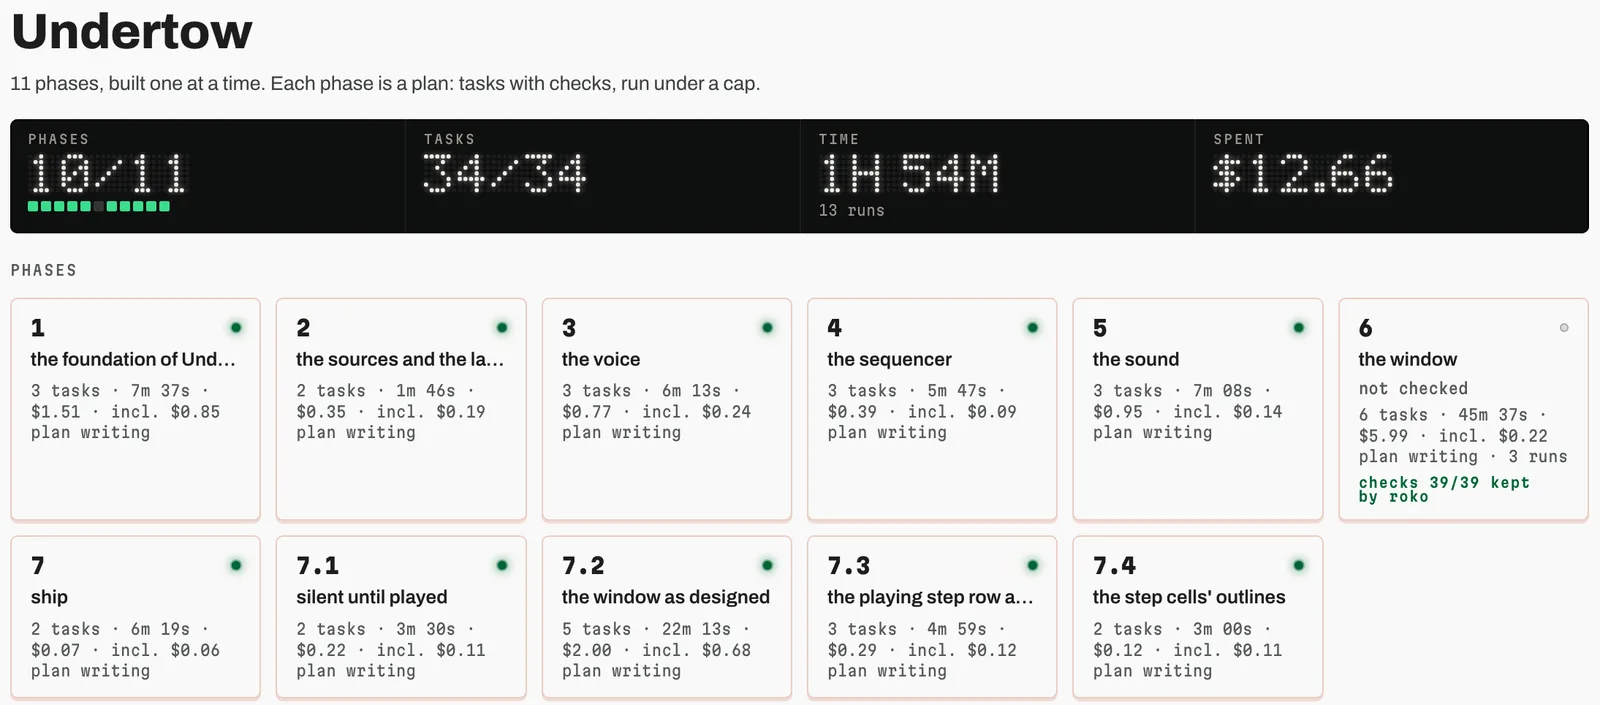 Undertow
11 phases, built one at a time. Each phase is a plan: tasks with checks, run under a cap.
PHASES
10/11
TASKS
34/34
TIME
1H 54M
13 runs
SPENT
$12.66
PHASES
1
the foundation of Und...
3 tasks · 7m 37s ·
$1.51 · incl. $0.85
plan writing
2
the sources and the la...
2 tasks · 1m 46s ·
$0.35 · incl. $0.19
plan writing
3
the voice
3 tasks · 6m 13s ·
$0.77 · incl. $0.24
plan writing
4
the sequencer
3 tasks · 5m 47s ·
$0.39 · incl. $0.09
plan writing
5
the sound
3 tasks · 7m 08s ·
$0.95 · incl. $0.14
plan writing
6
the window
not checked
6 tasks · 45m 37s ·
$5.99 · incl. $0.22
plan writing · 3 runs
checks 39/39 kept
by roko
7
ship
2 tasks · 6m 19s ·
$0.07 · incl. $0.06
plan writing
7.1
silent until played
2 tasks · 3m 30s ·
$0.22 · incl. $0.11
plan writing
7.2
the window as designed
5 tasks · 22m 13s ·
$2.00 · incl. $0.68
plan writing
7.3
the playing step row a...
3 tasks · 4m 59s ·
$0.29 · incl. $0.12
plan writing
7.4
the step cells' outlines
2 tasks · 3m 00s ·
$0.12 · incl. $0.11
plan writing